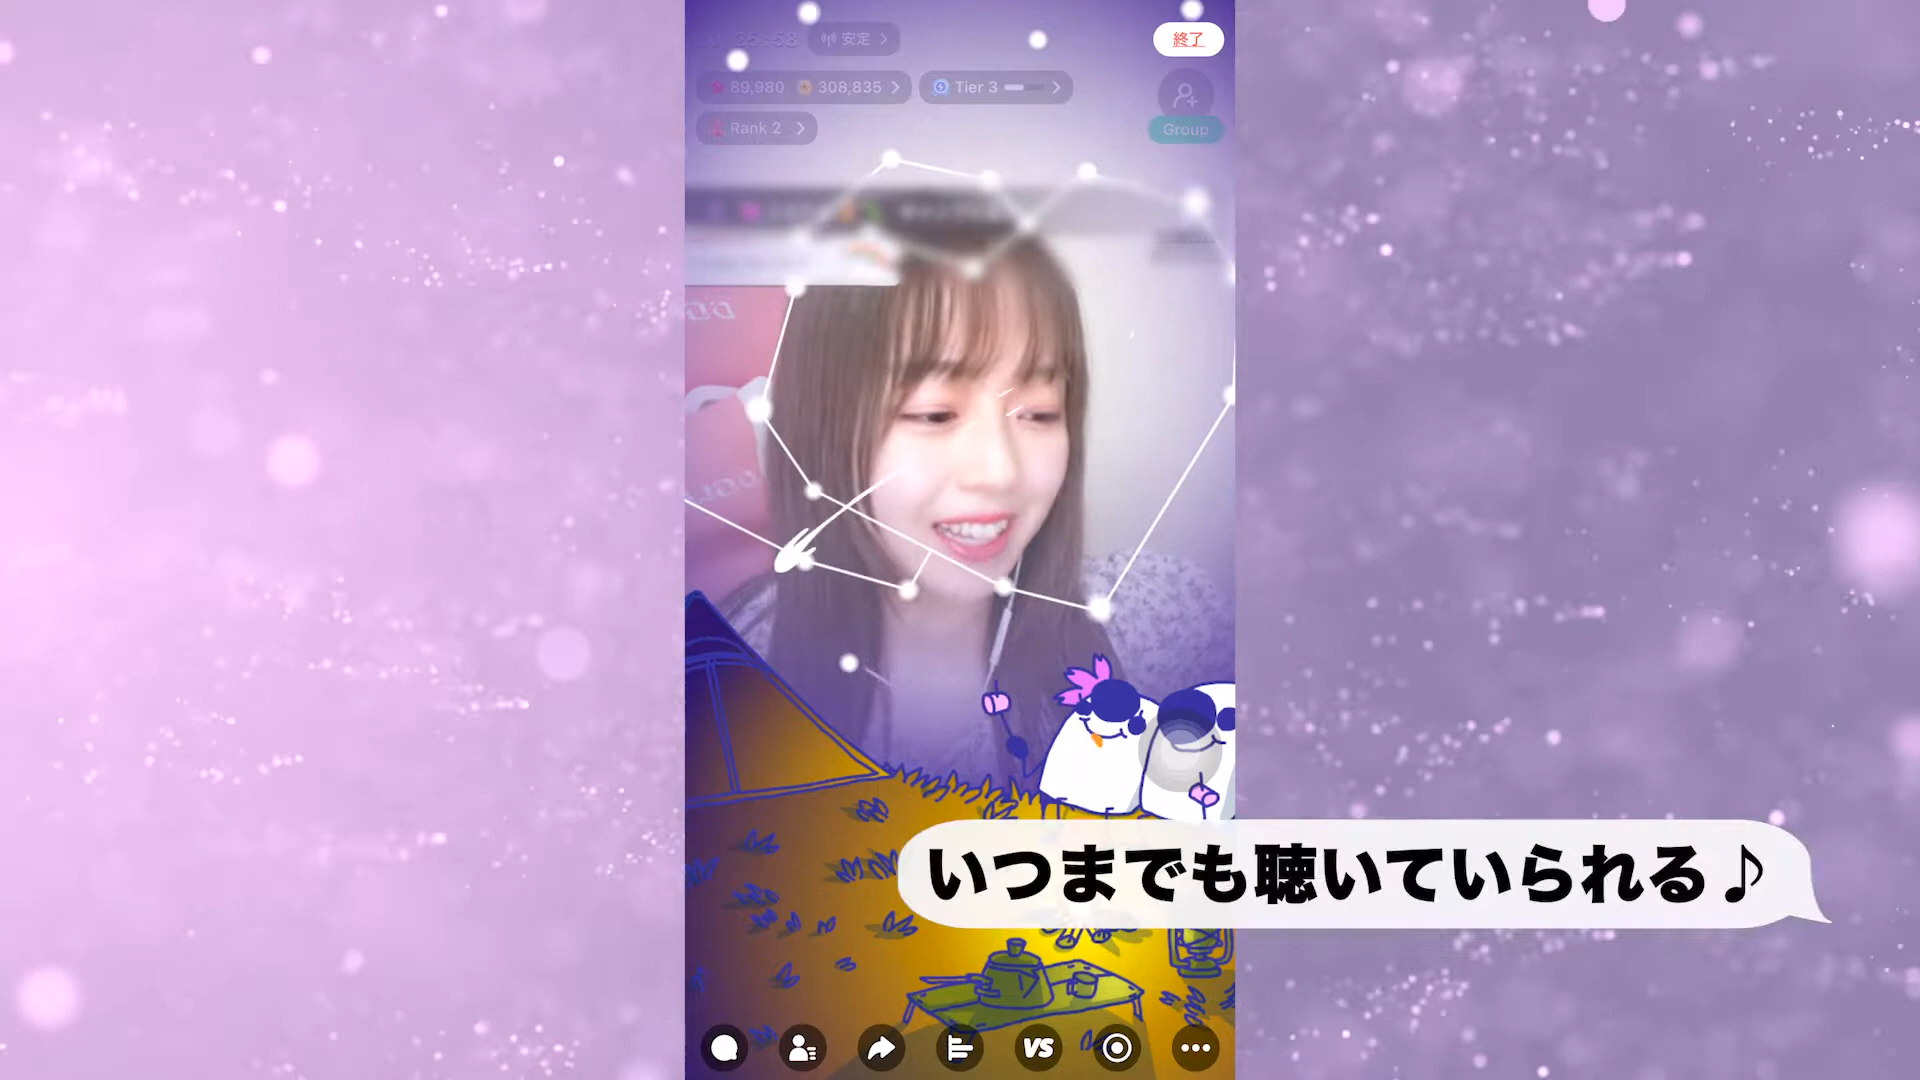 安定
終了
89,980
308,835
Tier 3
Rank 2
Group
いつまでも聴いていられる♪
VS